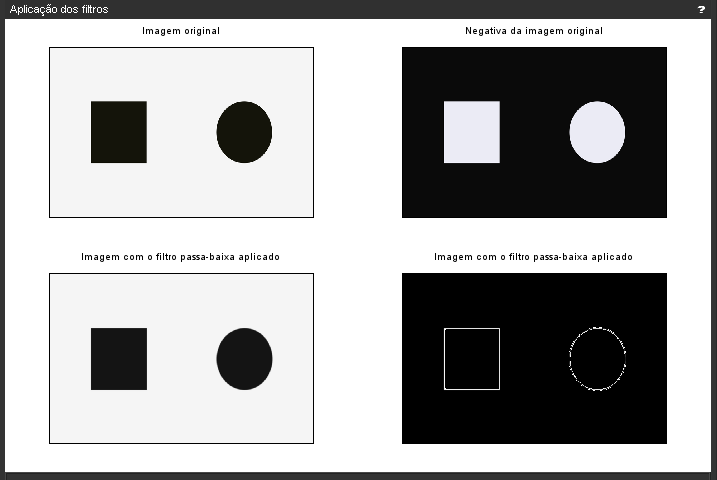 Aplicação dos filtros
?
Imagem original
Negativa da imagem original
Imagem com o filtro passa-baixa aplicado
Imagem com o filtro passa-baixa aplicado